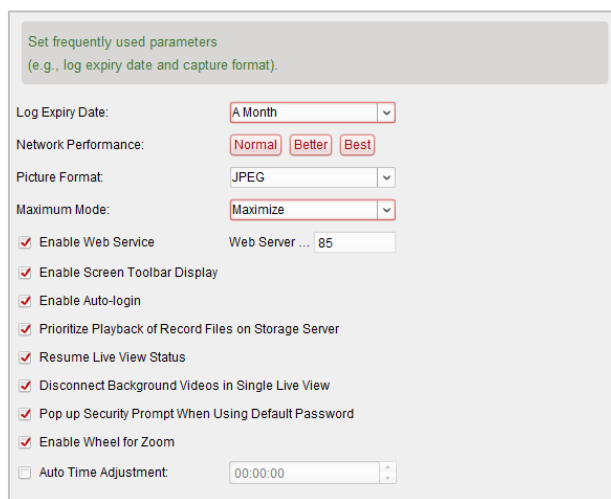 Set frequently used parameters
(e.g., log expiry date and capture format).
Log Expiry Date: A Month
Network Performance: Normal Better Best
Picture Format: JPEG
Maximum Mode: Maximize
Enable Web Service Web Server ... 85
Enable Screen Toolbar Display
Enable Auto-login
Prioritize Playback of Record Files on Storage Server
Resume Live View Status
Disconnect Background Videos in Single Live View
Pop up Security Prompt When Using Default Password
Enable Wheel for Zoom
Auto Time Adjustment: 00:00:00